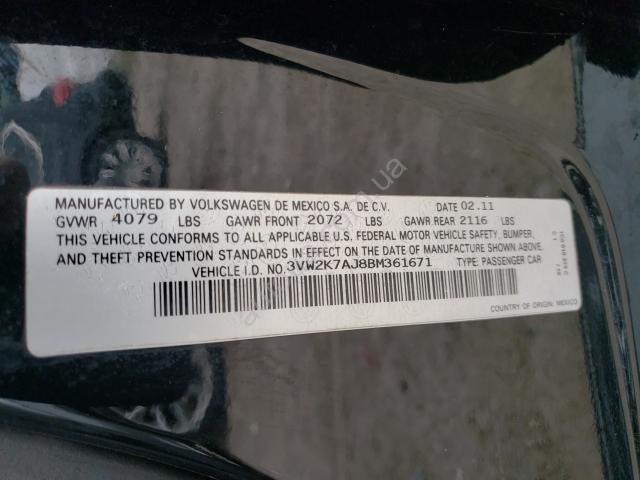 MANUFACTURED BY VOLKSWAGEN DE MEXICO S.A. DE C.V. DATE 02.11
GVWR 4079 LBS GAWR FRONT 2072 LBS GAWR REAR 2116 LBS
THIS VEHICLE CONFORMS TO ALL APPLICABLE U.S. FEDERAL MOTOR VEHICLE SAFETY, BUMPER,
AND THEFT PREVENTION STANDARDS IN EFFECT ON THE DATE OF MANUFACTURE SHOWN ABOVE.
VEHICLE I.D. NO. 3VW2K7AJ8BM361671 TYPE: PASSENGER CAR
COUNTRY OF ORIGIN: MEXICO